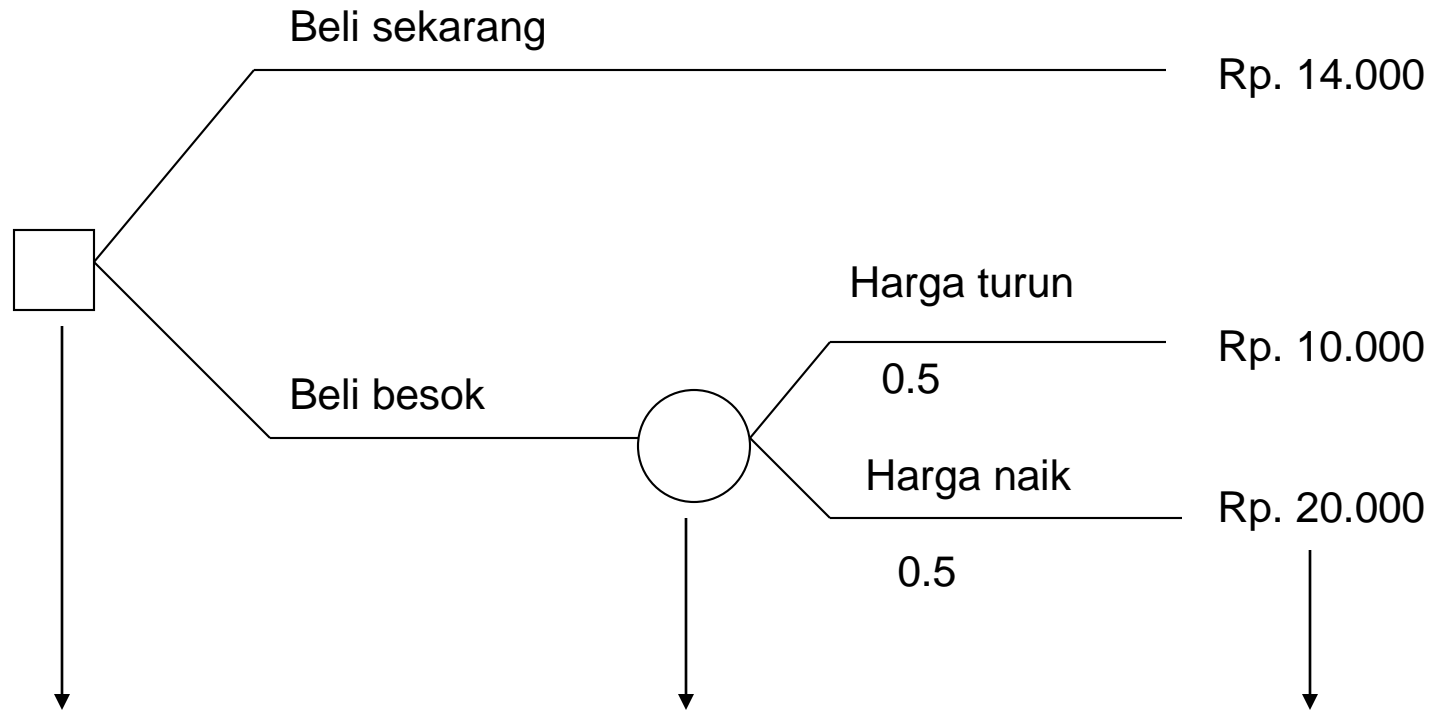 Beli sekarang
Rp. 14.000
Harga turun
Rp. 10.000
0.5
Beli besok
Harga naik
Rp. 20.000
0.5